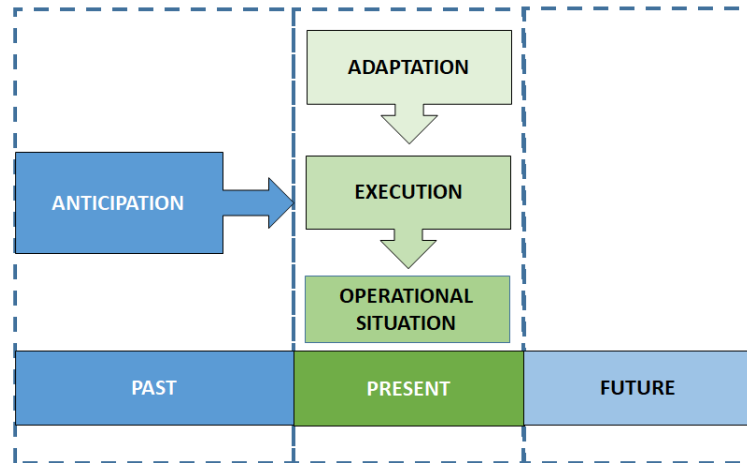 ADAPTATION
ANTICIPATION
EXECUTION
OPERATIONAL
SITUATION
PAST
PRESENT
FUTURE